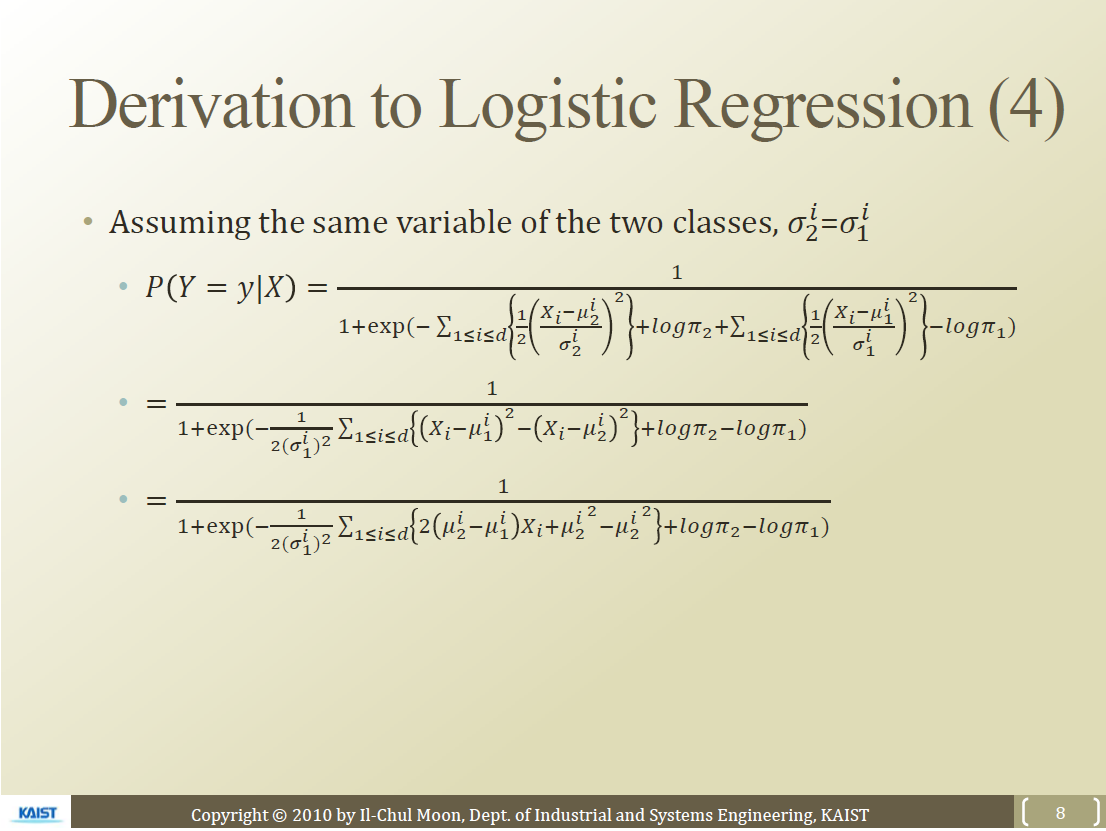 Derivation to Logistic Regression (4)
• Assuming the same variable of the two classes, $\sigma_2^i$=$\sigma_1^i$
• $P(Y = y|X) = \frac{1}{1+\exp(-\sum_{1\le i\le d}\left\{\frac{1}{2}\left(\frac{X_i-\mu_2^i}{\sigma_2^i}\right)^2\right\}+log\pi_2+\sum_{1\le i\le d}\left\{\frac{1}{2}\left(\frac{X_i-\mu_1^i}{\sigma_1^i}\right)^2\right\}-log\pi_1)}$
• $= \frac{1}{1+\exp(-\frac{1}{2(\sigma_1^i)^2}\sum_{1\le i\le d}\left\{\left(X_i-\mu_1^i\right)^2-\left(X_i-\mu_2^i\right)^2\right\}+log\pi_2-log\pi_1)}$
• $= \frac{1}{1+\exp(-\frac{1}{2(\sigma_1^i)^2}\sum_{1\le i\le d}\left\{2\left(\mu_2^i-\mu_1^i\right)X_i+{\mu_2^i}^2-{\mu_2^i}^2\right\}+log\pi_2-log\pi_1)}$
KAIST
Copyright © 2010 by Il-Chul Moon, Dept. of Industrial and Systems Engineering, KAIST
8